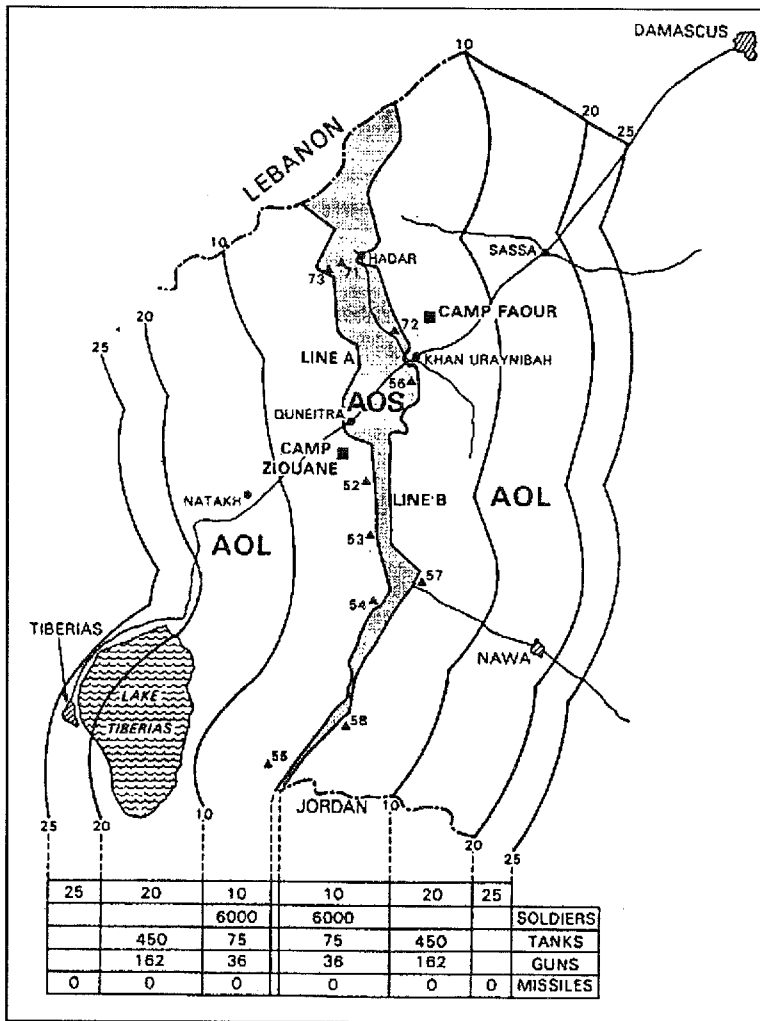 DAMASCUS
10
20
25
LEBANON
10
SASSA
HADAR
73
71
20
CAMP FAOUR
72
25
LINE A
KHAN URAYNIBAH
56
AOS
QUNEITRA
CAMP
ZIOUANE
52
LINE B
AOL
NATAKH
53
AOL
57
54
TIBERIAS
NAWA
LAKE
TIBERIAS
58
55
JORDAN
25
20
10
10
20
25
25 20 10 10 20 25
6000 6000 SOLDIERS
450 75 75 450 TANKS
162 36 36 162 GUNS
0 0 0 0 0 0 MISSILES